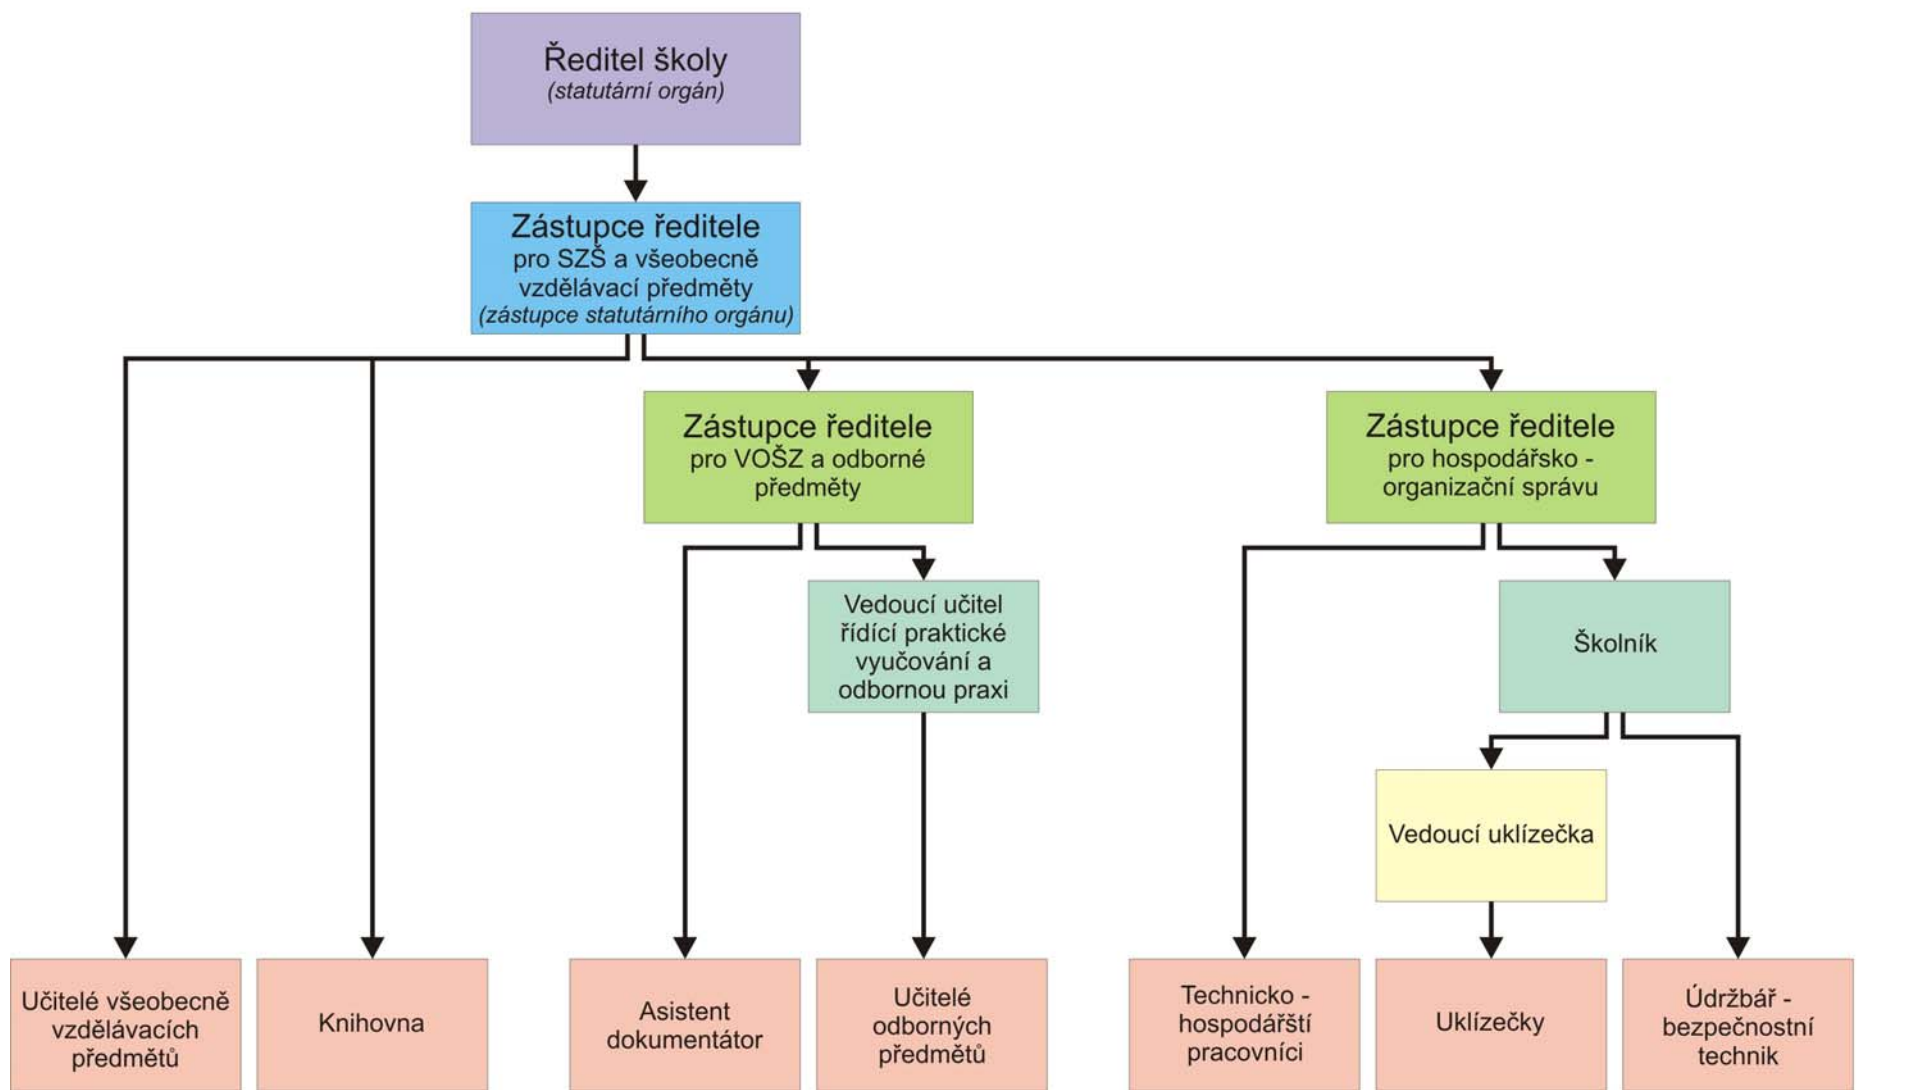 Ředitel školy
(statutární orgán)
Zástupce ředitele
pro SZŠ a všeobecně
vzdělávací předměty
(zástupce statutárního orgánu)
Zástupce ředitele
pro VOŠZ a odborné
předměty
Zástupce ředitele
pro hospodářsko -
organizační správu
Vedoucí učitel
řídící praktické
vyučování a
odbornou praxi
Školník
Vedoucí uklízečka
Učitelé všeobecně
vzdělávacích
předmětů
Knihovna
Asistent
dokumentátor
Učitelé
odborných
předmětů
Technicko -
hospodářští
pracovníci
Uklízečky
Údržbář -
bezpečnostní
technik